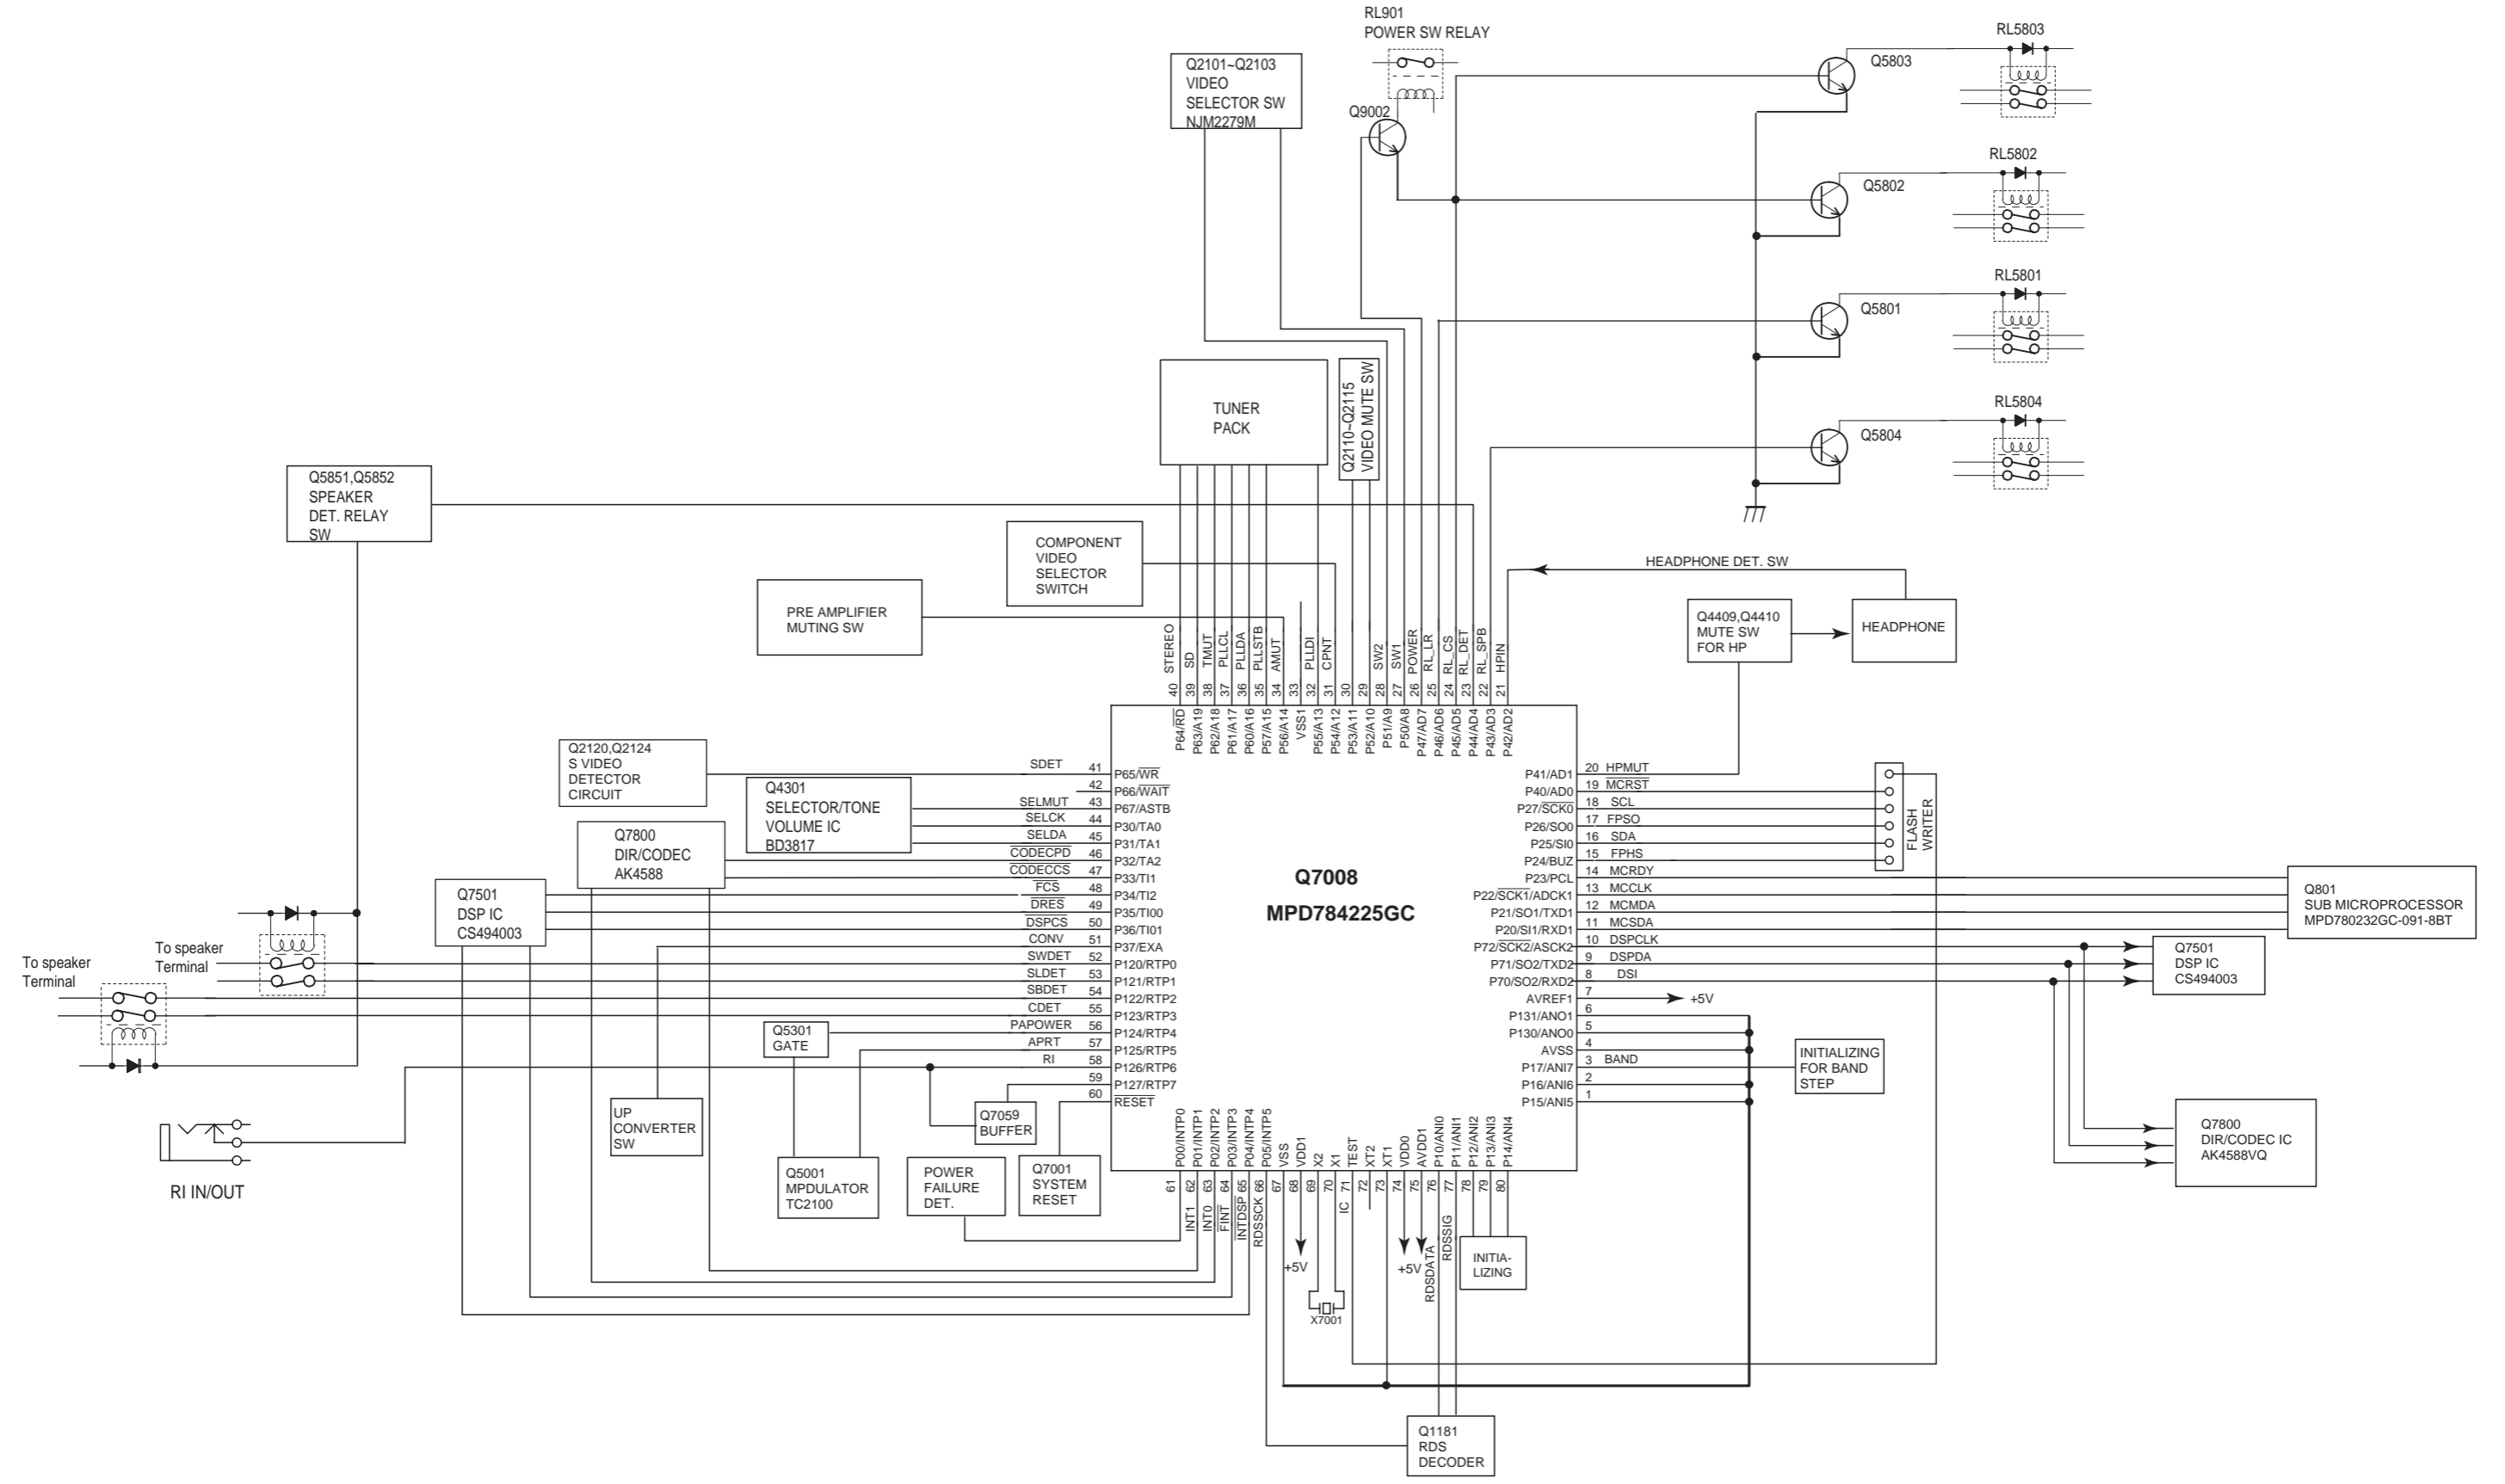 RL901
POWER SW RELAY
Q9002
Q2101~Q2103
VIDEO
SELECTOR SW
NJM2279M
Q5803
RL5803
Q5802
RL5802
Q5801
RL5801
Q5804
RL5804
TUNER
PACK
Q2110~Q2115
VIDEO MUTE SW
Q5851,Q5852
SPEAKER
DET. RELAY
SW
COMPONENT
VIDEO
SELECTOR
SWITCH
PRE AMPLIFIER
MUTING SW
HEADPHONE DET. SW
Q4409,Q4410
MUTE SW
FOR HP
HEADPHONE
STEREO
SD
TMUT
PLLCL
PLLDA
PLLSTB
AMUT
PLLDI
CPNT
SW2
SW1
POWER
RL_LR
RL_CS
RL_DET
RL_SPB
HPIN
40
39
38
37
36
35
34
33
32
31
30
29
28
27
26
25
24
23
22
21
P64/RD
P63/A19
P62/A18
P61/A17
P60/A16
P57/A15
P56/A14
VSS1
P55/A13
P54/A12
P53/A11
P52/A10
P51/A9
P50/A8
P47/AD7
P46/AD6
P45/AD5
P44/AD4
P43/AD3
P42/AD2
Q2120,Q2124
S VIDEO
DETECTOR
CIRCUIT
Q4301
SELECTOR/TONE
VOLUME IC
BD3817
Q7800
DIR/CODEC
AK4588
Q7501
DSP IC
CS494003
To speaker
Terminal
To speaker
Terminal
SDET 41 P65/WR
42 P66/WAIT
SELMUT 43 P67/ASTB
SELCK 44 P30/TA0
SELDA 45 P31/TA1
CODECPD 46 P32/TA2
CODECCS 47 P33/TI1
FCS 48 P34/TI2
DRES 49 P35/TI00
DSPCS 50 P36/TI01
CONV 51 P37/EXA
SWDET 52 P120/RTP0
SLDET 53 P121/RTP1
SBDET 54 P122/RTP2
CDET 55 P123/RTP3
PAPOWER 56 P124/RTP4
APRT 57 P125/RTP5
RI 58 P126/RTP6
59 P127/RTP7
60 RESET
Q7008
MPD784225GC
P41/AD1 20 HPMUT
P40/AD0 19 MCRST
P27/SCK0 18 SCL
P26/SO0 17 FPSO
P25/SI0 16 SDA
P24/BUZ 15 FPHS
P23/PCL 14 MCRDY
P22/SCK1/ADCK1 13 MCCLK
P21/SO1/TXD1 12 MCMDA
P20/SI1/RXD1 11 MCSDA
P72/SCK2/ASCK2 10 DSPCLK
P71/SO2/TXD2 9 DSPDA
P70/SO2/RXD2 8 DSI
AVREF1 7 +5V
P131/ANO1 6
P130/ANO0 5
AVSS 4
P17/ANI7 3 BAND
P16/ANI6 2
P15/ANI5 1
FLASH
WRITER
Q801
SUB MICROPROCESSOR
MPD780232GC-091-8BT
Q7501
DSP IC
CS494003
INITIALIZING
FOR BAND
STEP
Q7800
DIR/CODEC IC
AK4588VQ
Q5301
GATE
UP
CONVERTER
SW
Q7059
BUFFER
Q5001
MPDULATOR
TC2100
POWER
FAILURE
DET.
Q7001
SYSTEM
RESET
RI IN/OUT
P00/INTP0
P01/INTP1
P02/INTP2
P03/INTP3
P04/INTP4
P05/INTP5
VSS
VDD1
X2
X1
TEST
XT2
XT1
VDD0
AVDD1
P10/ANI0
P11/ANI1
P12/ANI2
P13/ANI3
P14/ANI4
61
62
63
64
65
66
67
68
69
70
71
72
73
74
75
76
77
78
79
80
INT1
INT0
FINT
INTDSP
RDSSCK
IC
RDSDATA
RDSSIG
+5V
+5V
X7001
INITIA-
LIZING
Q1181
RDS
DECODER